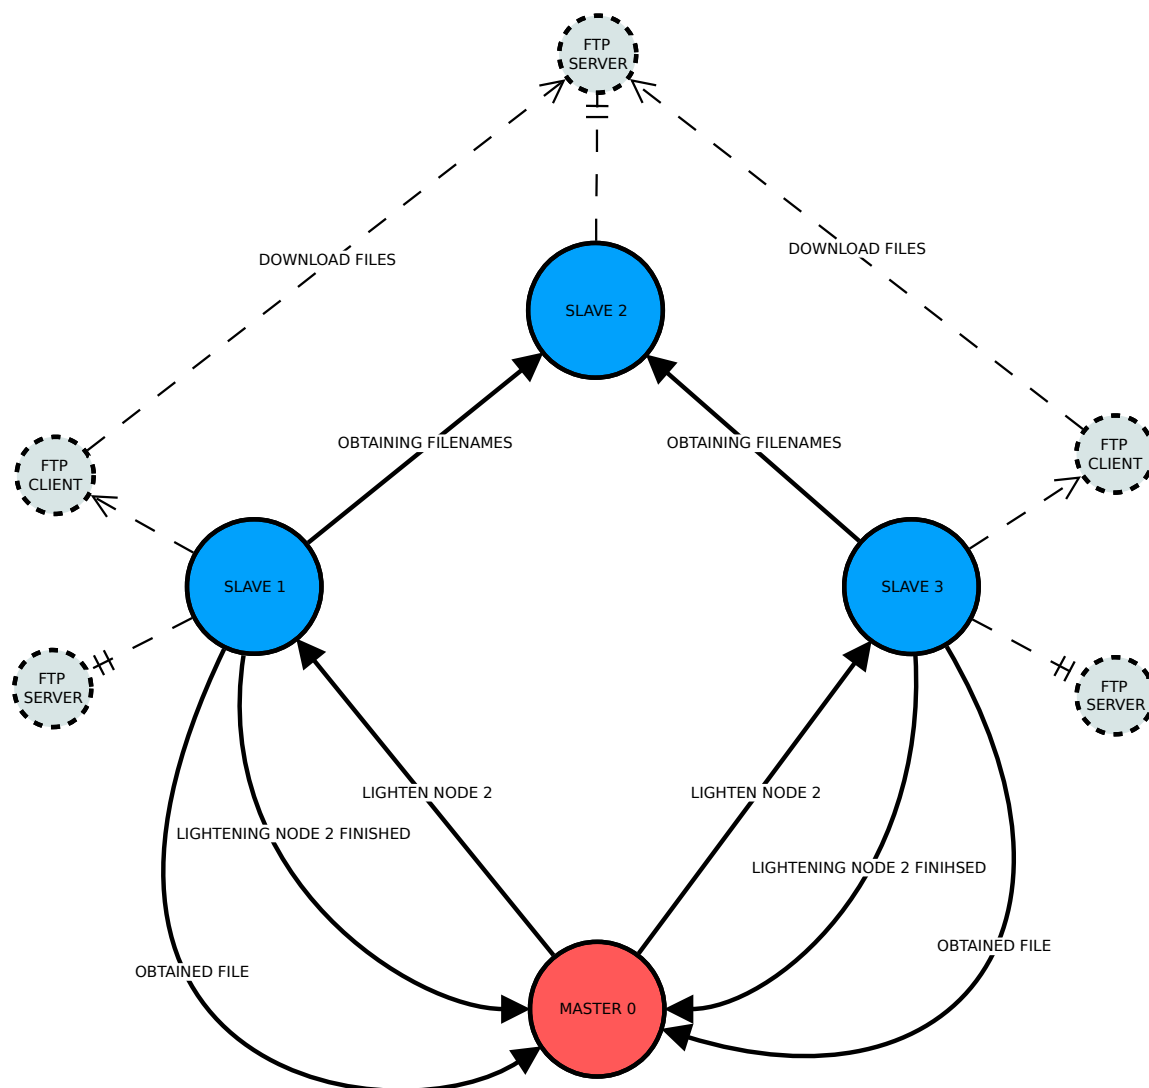 FTP
SERVER
DOWNLOAD FILES
DOWNLOAD FILES
SLAVE 2
OBTAINING FILENAMES
OBTAINING FILENAMES
FTP
CLIENT
FTP
CLIENT
SLAVE 1
SLAVE 3
FTP
SERVER
FTP
SERVER
LIGHTEN NODE 2
LIGHTEN NODE 2
LIGHTENING NODE 2 FINISHED
LIGHTENING NODE 2 FINIHSED
OBTAINED FILE
OBTAINED FILE
MASTER 0